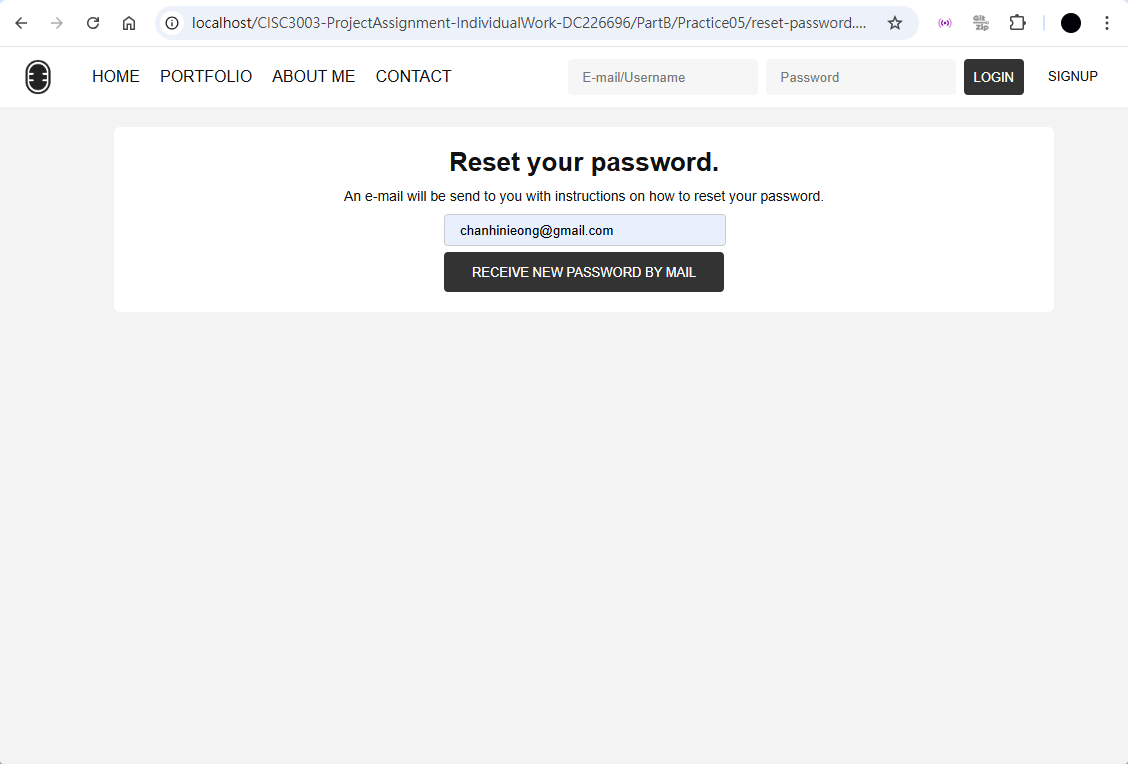 localhost/CISC3003-ProjectAssignment-IndividualWork-DC226696/PartB/Practice05/reset-password....
Git Zip
HOME PORTFOLIO ABOUT ME CONTACT E-mail/Username Password LOGIN SIGNUP
Reset your password.
An e-mail will be send to you with instructions on how to reset your password.
chanhinieong@gmail.com
RECEIVE NEW PASSWORD BY MAIL